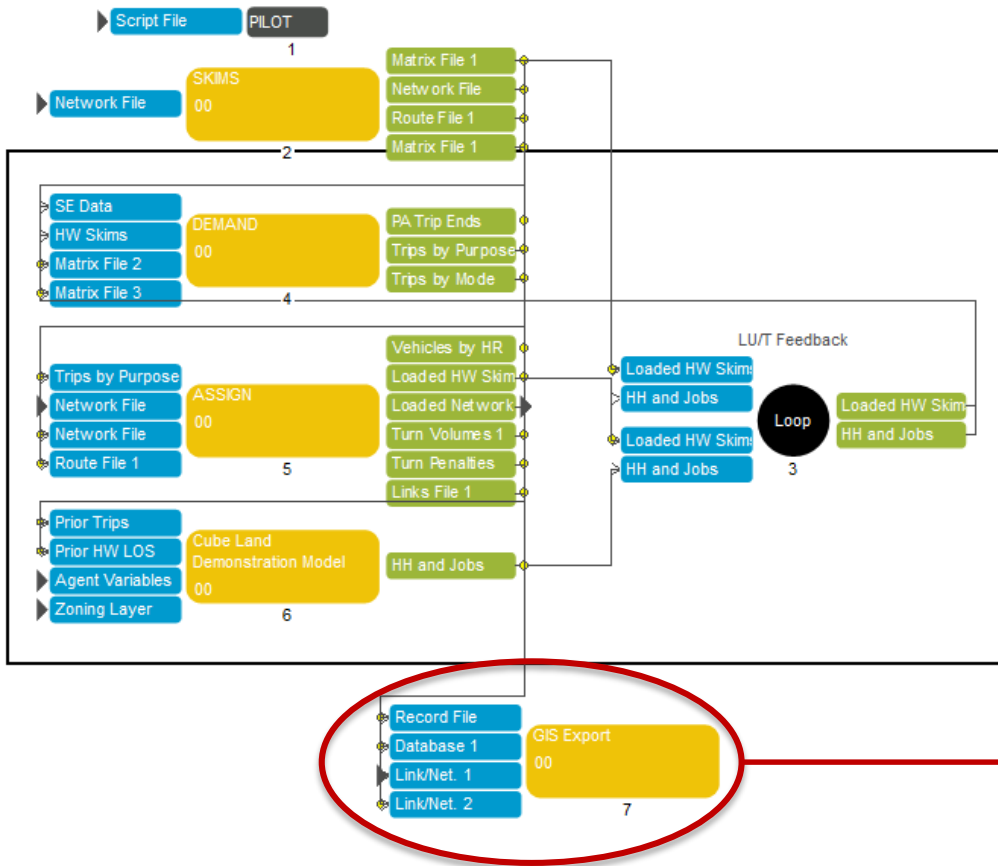 Script File
PILOT
1
Network File
SKIMS
00
2
Matrix File 1
Network File
Route File 1
Matrix File 1
SE Data
HW Skims
Matrix File 2
Matrix File 3
DEMAND
00
4
PA Trip Ends
Trips by Purpose
Trips by Mode
Trips by Purpose
Network File
Network File
Route File 1
ASSIGN
00
5
Vehicles by HR
Loaded HW Skim
Loaded Network
Turn Volumes 1
Turn Penalties
Links File 1
LU/T Feedback
Loaded HW Skims
HH and Jobs
Loaded HW Skims
HH and Jobs
Loop
3
Loaded HW Skim
HH and Jobs
Prior Trips
Prior HW LOS
Agent Variables
Zoning Layer
Cube Land
Demonstration Model
00
6
HH and Jobs
Record File
Database 1
Link/Net. 1
Link/Net. 2
GIS Export
00
7